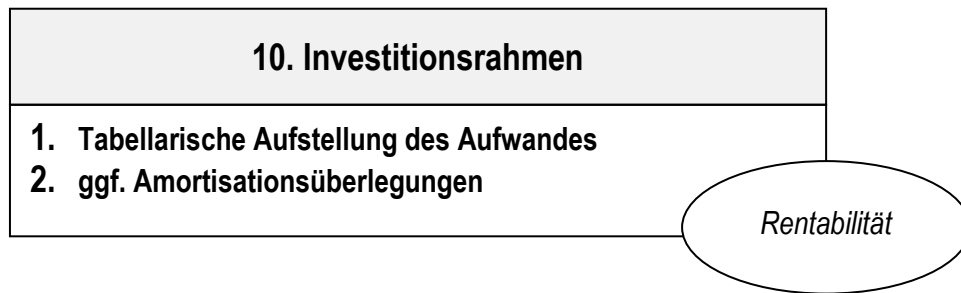 10. Investitionsrahmen
1. Tabellarische Aufstellung des Aufwandes
2. ggf. Amortisationsüberlegungen
Rentabilität